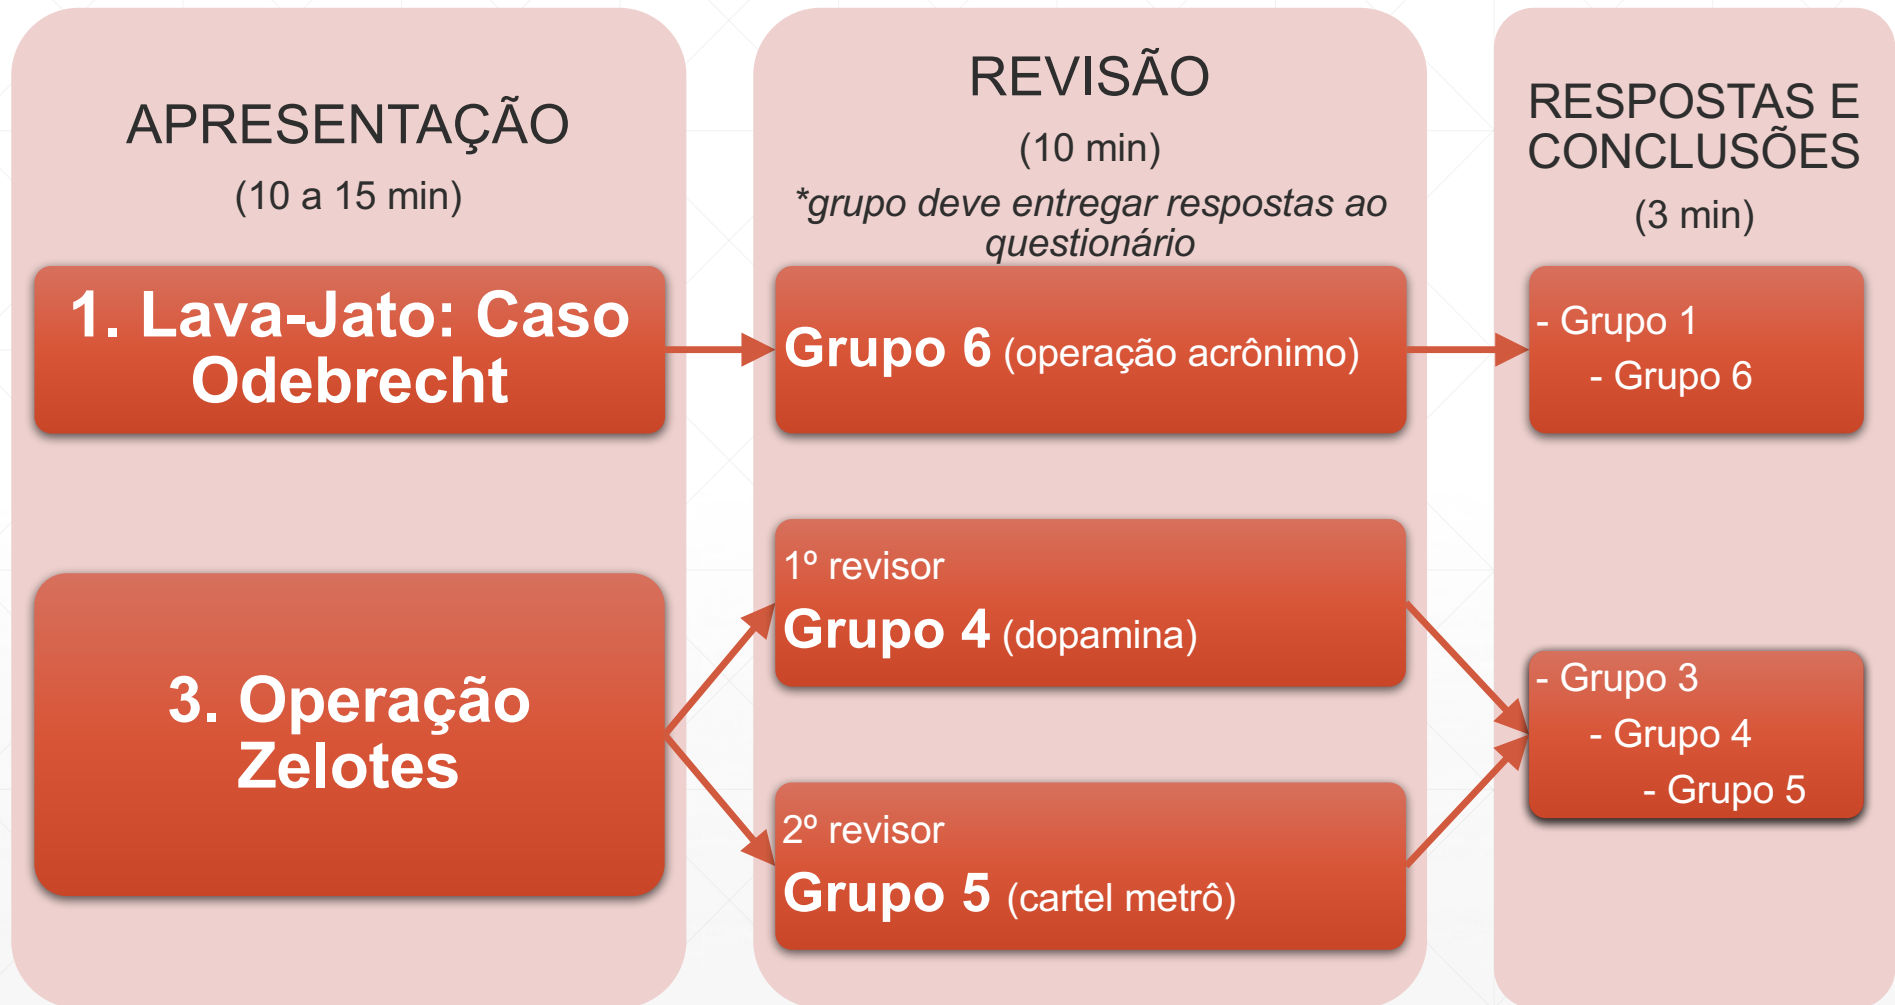 APRESENTAÇÃO
(10 a 15 min)
1. Lava-Jato: Caso
Odebrecht
3. Operação
Zelotes
REVISÃO
(10 min)
*grupo deve entregar respostas ao
questionário
Grupo 6 (operação acrônimo)
1º revisor
Grupo 4 (dopamina)
2º revisor
Grupo 5 (cartel metrô)
RESPOSTAS E
CONCLUSÕES
(3 min)
- Grupo 1
- Grupo 6
- Grupo 3
- Grupo 4
- Grupo 5